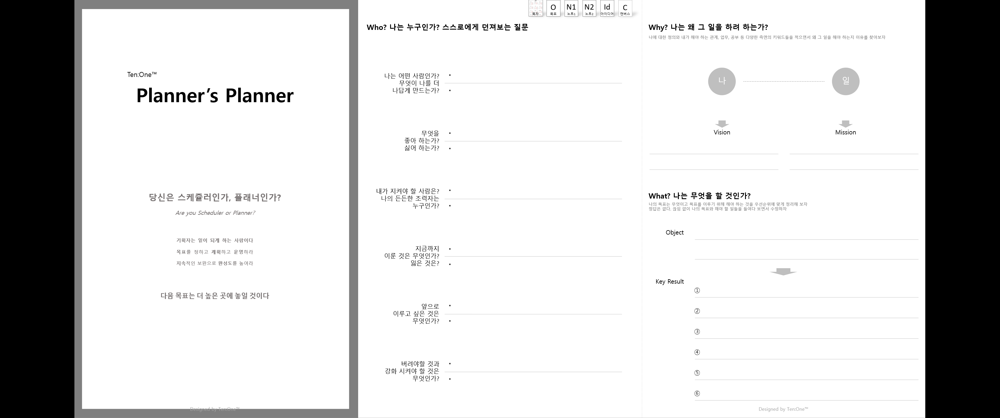 Ten:One™
Planner’s Planner
당신은 스케쥴러인가, 플래너인가?
Are you Scheduler or Planner?
기획자는 일이 되게 하는 사람이다
목표를 정하고 계획하고 운영하라
지속적인 보완으로 완성도를 높여라
다음 목표는 더 높은 곳에 놓일 것이다
Designed by Ten:One™
목차
O
목표
N1
노트1
N2
노트2
Id
아이디어
C
캔버스
Who? 나는 누구인가? 스스로에게 던져보는 질문
나는 어떤 사람인가?
무엇이 나를 더
나답게 만드는가?
무엇을
좋아 하는가?
싫어 하는가?
내가 지켜야 할 사람은?
나의 든든한 조력자는
누구인가?
지금까지
이룬 것은 무엇인가?
잃은 것은?
앞으로
이루고 싶은 것은
무엇인가?
버려야할 것과
강화 시켜야 할 것은
무엇인가?
Why? 나는 왜 그 일을 하려 하는가?
나에 대한 정의와 내가 해야 하는 관계, 업무, 공부 등 다양한 측면의 키워드들을 적으면서 왜 그 일을 해야 하는지 이유를 찾아보자
나
일
Vision
Mission
What? 나는 무엇을 할 것인가?
나의 목표는 무엇이고 목표를 이루기 위해 해야 하는 것을 우선순위에 맞게 정리해 보자
정답은 없다. 끊임 없이 나의 목표와 해야 할 일들을 들여다 보면서 수정하자
Object
Key Result
①
②
③
④
⑤
⑥
Designed by Ten:One™